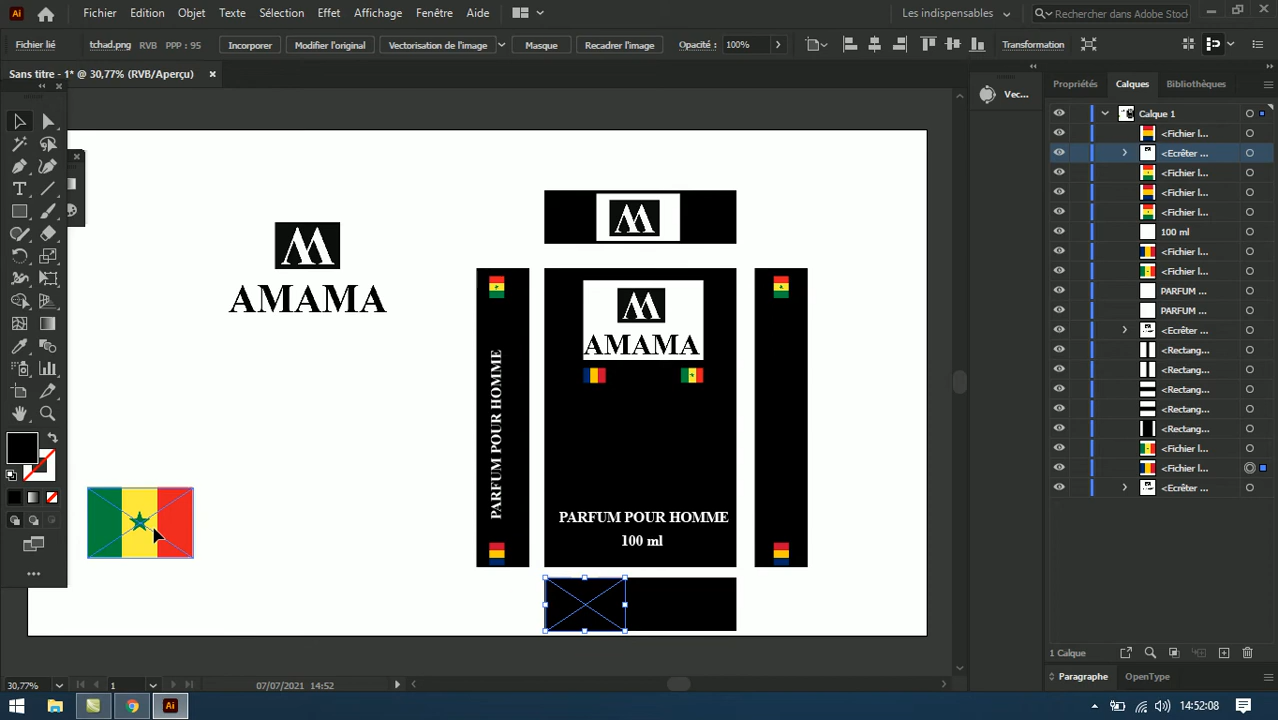 Ai Fichier Edition Objet Texte Sélection Effet Affichage Fenêtre Aide Les indispensables Rechercher dans Adobe Stock
Fichier lié tchad.png RVB PPP : 95 Incorporer Modifier l'original Vectorisation de l'image Masque Recadrer l'image Opacité : 100% Transformation
Sans titre - 1* @ 30,77% (RVB/Aperçu)
Vec...
Propriétés Calques Bibliothèques
Calque 1
<Fichier l...
<Ecrêter ...
<Fichier l...
<Fichier l...
<Fichier l...
100 ml
<Fichier l...
<Fichier l...
PARFUM ...
PARFUM ...
<Ecrêter ...
<Rectang...
<Rectang...
<Rectang...
<Rectang...
<Rectang...
<Fichier l...
<Fichier l...
<Ecrêter ...
AMAMA
AMAMA
PARFUM POUR HOMME
PARFUM POUR HOMME
100 ml
1 Calque
Paragraphe OpenType
30,77% 1 07/07/2021 14:52
Ai 14:52:08